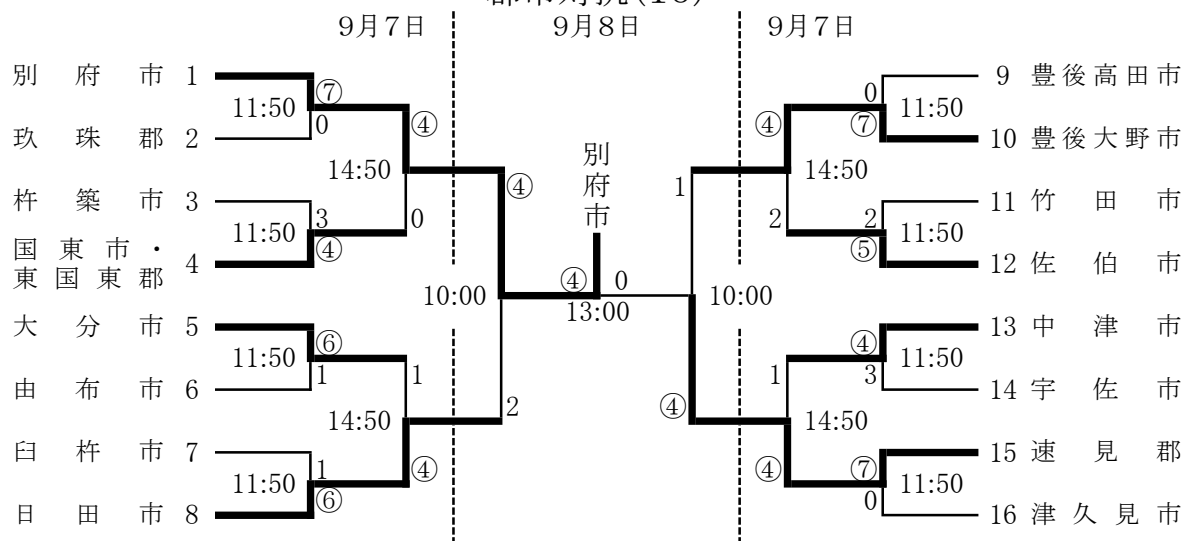 9月7日 9月8日 9月7日
別府市 1
玖珠郡 2
杵築市 3
国東市・
東国東郡 4
大分市 5
由布市 6
臼杵市 7
日田市 8
11:50
⑦
0
11:50
3
④
11:50
⑥
1
11:50
1
⑥
14:50
④
0
14:50
1
④
10:00
④
2
別府市
④ 0
13:00
10:00
1
④
14:50
④
2
14:50
1
④
11:50
0
⑦
11:50
2
⑤
11:50
④
3
11:50
⑦
0
9 豊後高田市
10 豊後大野市
11 竹田市
12 佐伯市
13 中津市
14 宇佐市
15 速見郡
16 津久見市